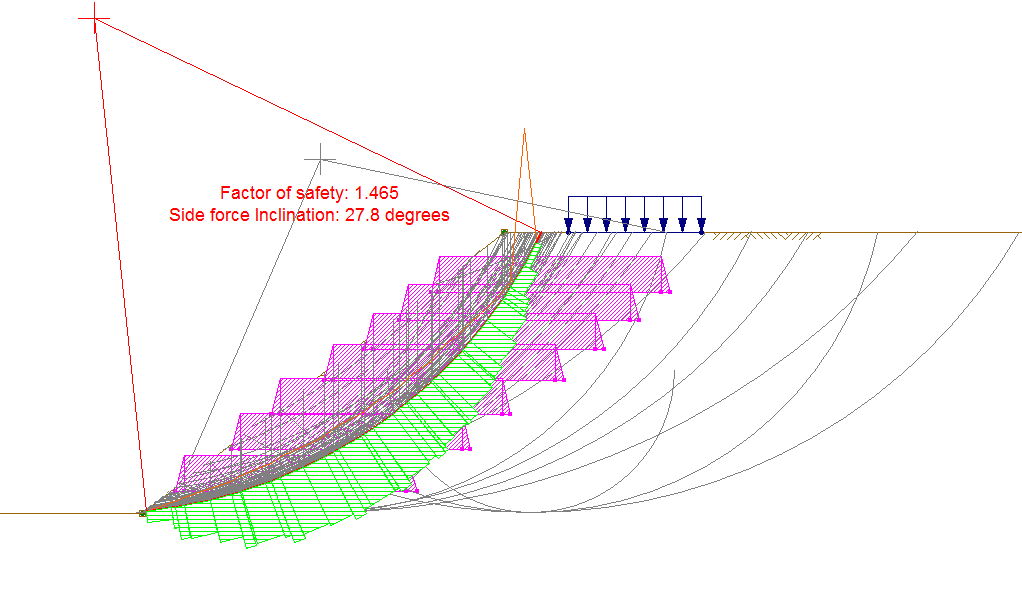 Factor of safety: 1.465
Side force Inclination: 27.8 degrees